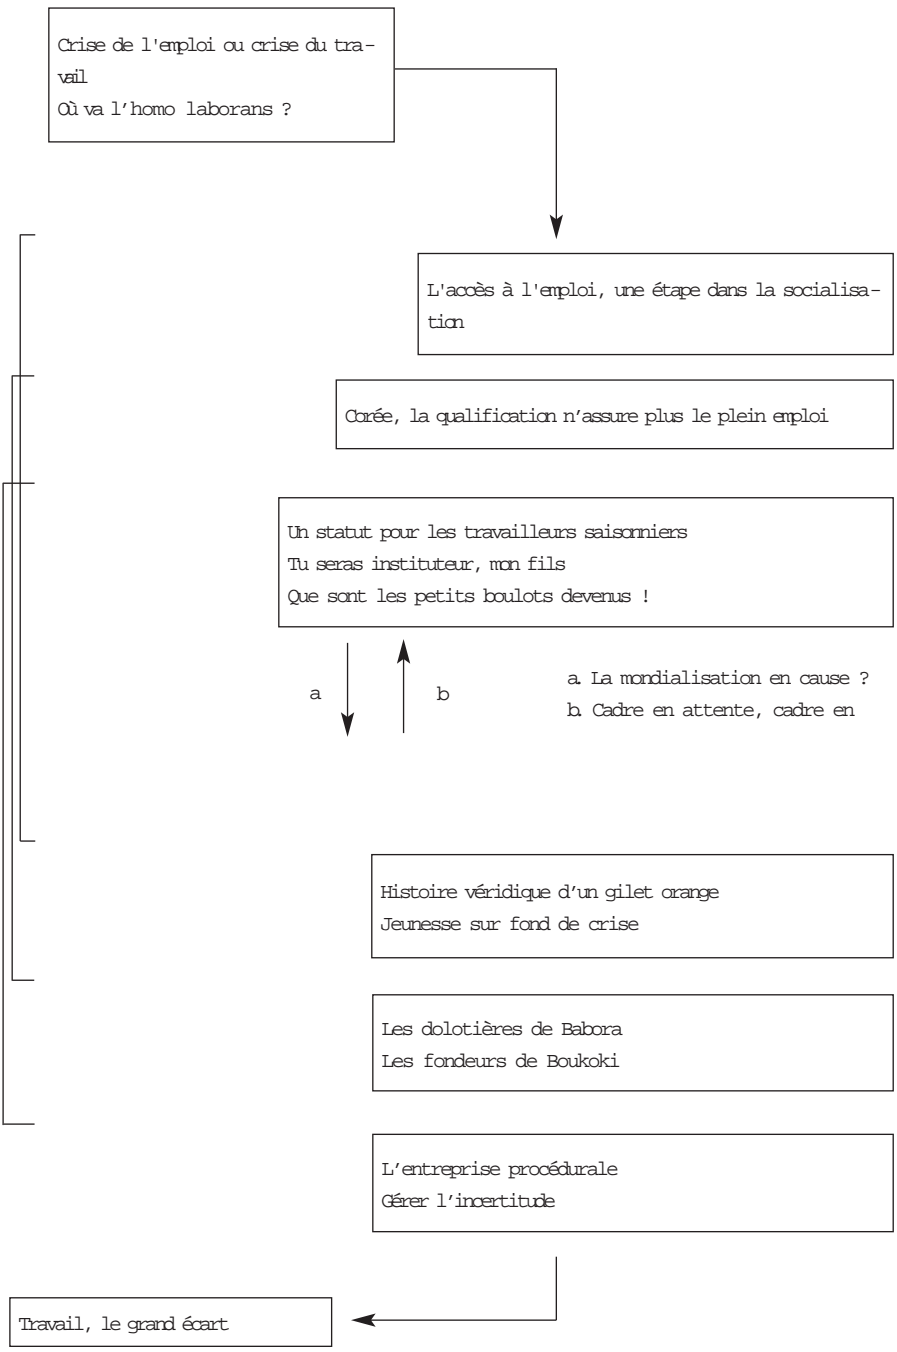 Crise de l'emploi ou crise du tra-
vail
Où va l’homo laborans ?
L'accès à l'emploi, une étape dans la socialisa-
tion
Corée, la qualification n’assure plus le plein emploi
Un statut pour les travailleurs saisonniers
Tu seras instituteur, mon fils
Que sont les petits boulots devenus !
a
b
a. La mondialisation en cause ?
b. Cadre en attente, cadre en
Histoire véridique d’un gilet orange
Jeunesse sur fond de crise
Les dolotières de Babora
Les fondeurs de Boukoki
L’entreprise procédurale
Gérer l’incertitude
Travail, le grand écart